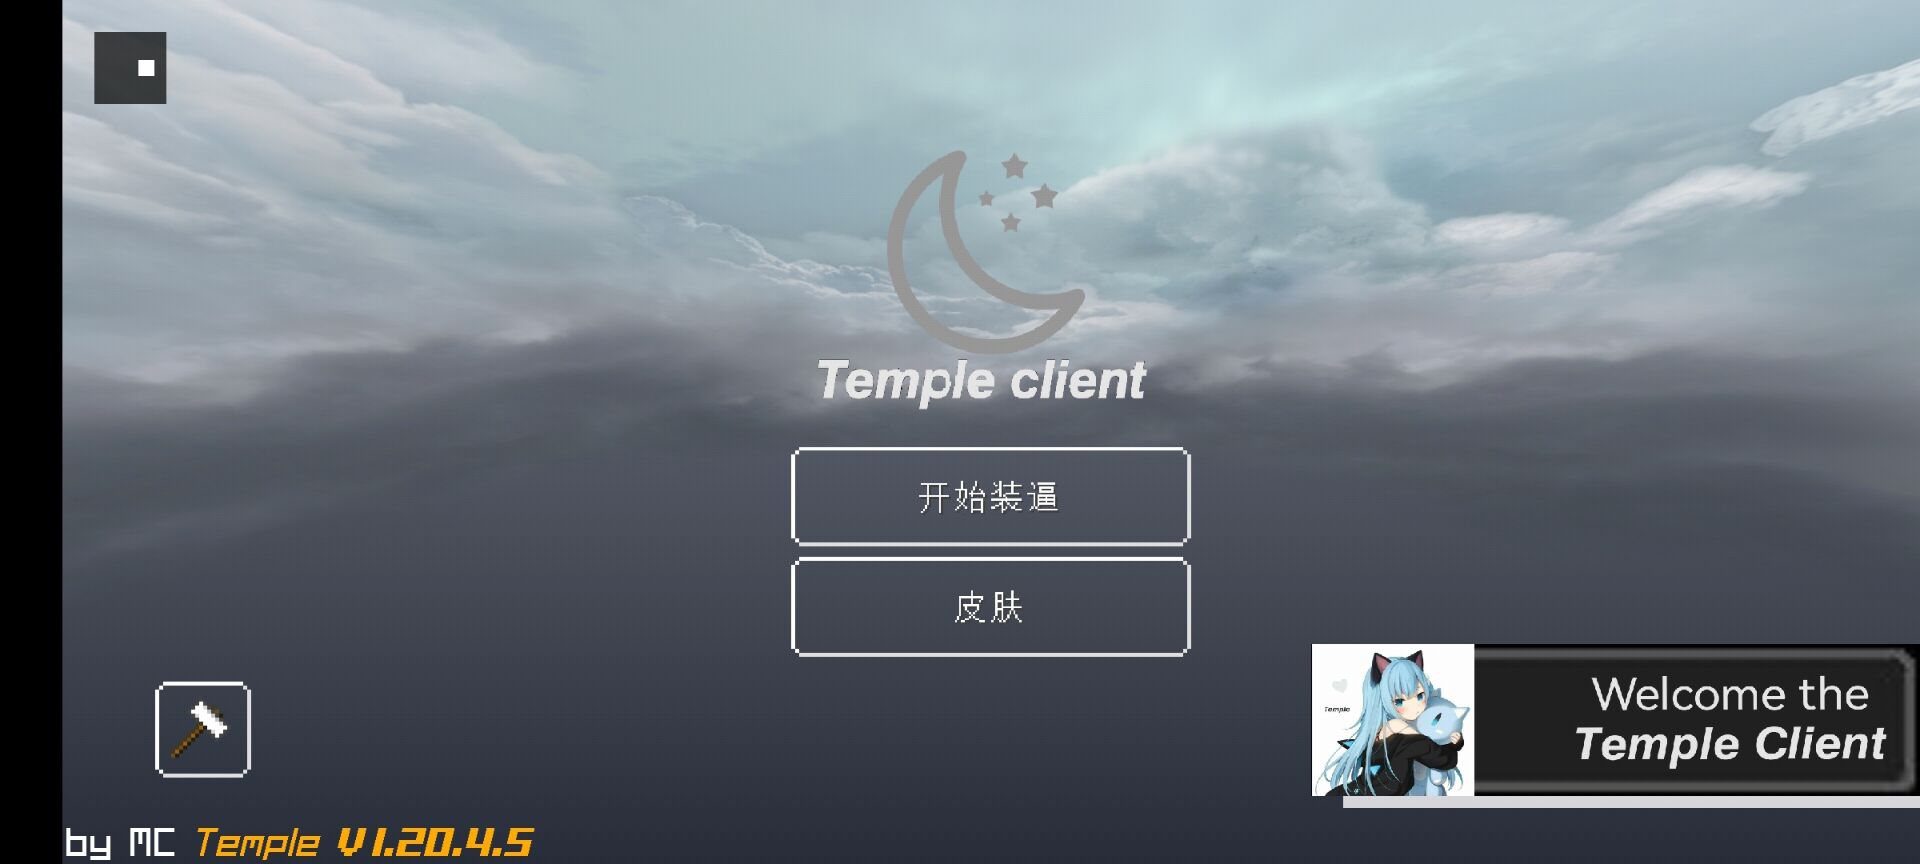 Temple client
开始装逼
皮肤
Temple
Welcome the
Temple Client
by MC Temple V1.20.4.5